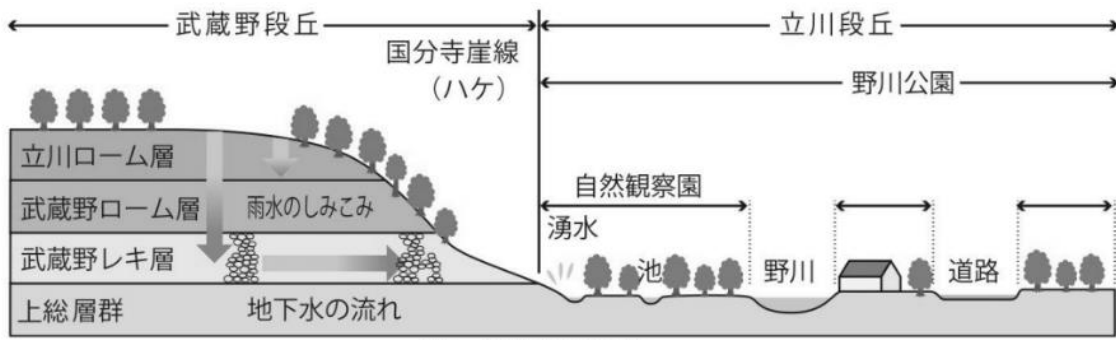 武蔵野段丘
立川段丘
国分寺崖線
（ハケ）
野川公園
立川ローム層
武蔵野ローム層
雨水のしみこみ
自然観察園
湧水
武蔵野レキ層
池
野川
道路
上総層群
地下水の流れ